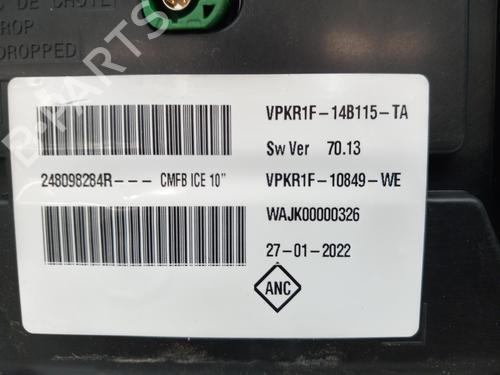 DE CHUTE!
ROP
DROPPED
VPKR1F-14B115-TA
Sw Ver 70.13
248098284R--- CMFB ICE 10"
VPKR1F-10849-WE
WAJK00000326
27-01-2022
ANC
B-PARTS